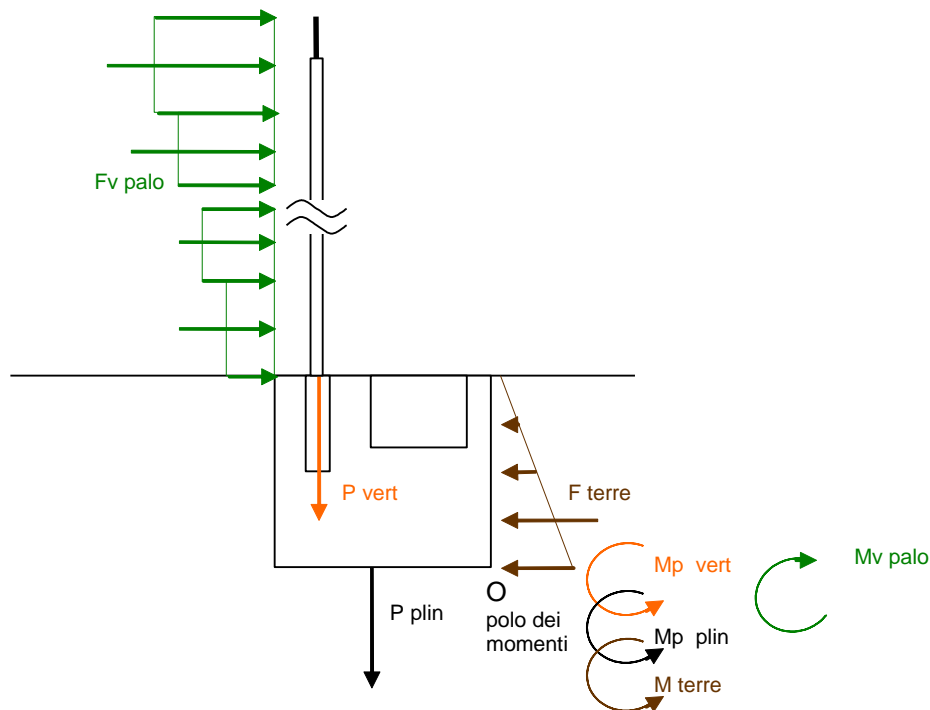 Fv palo
P vert
F terre
O
polo dei
momenti
P plin
Mp vert
Mp plin
M terre
Mv palo